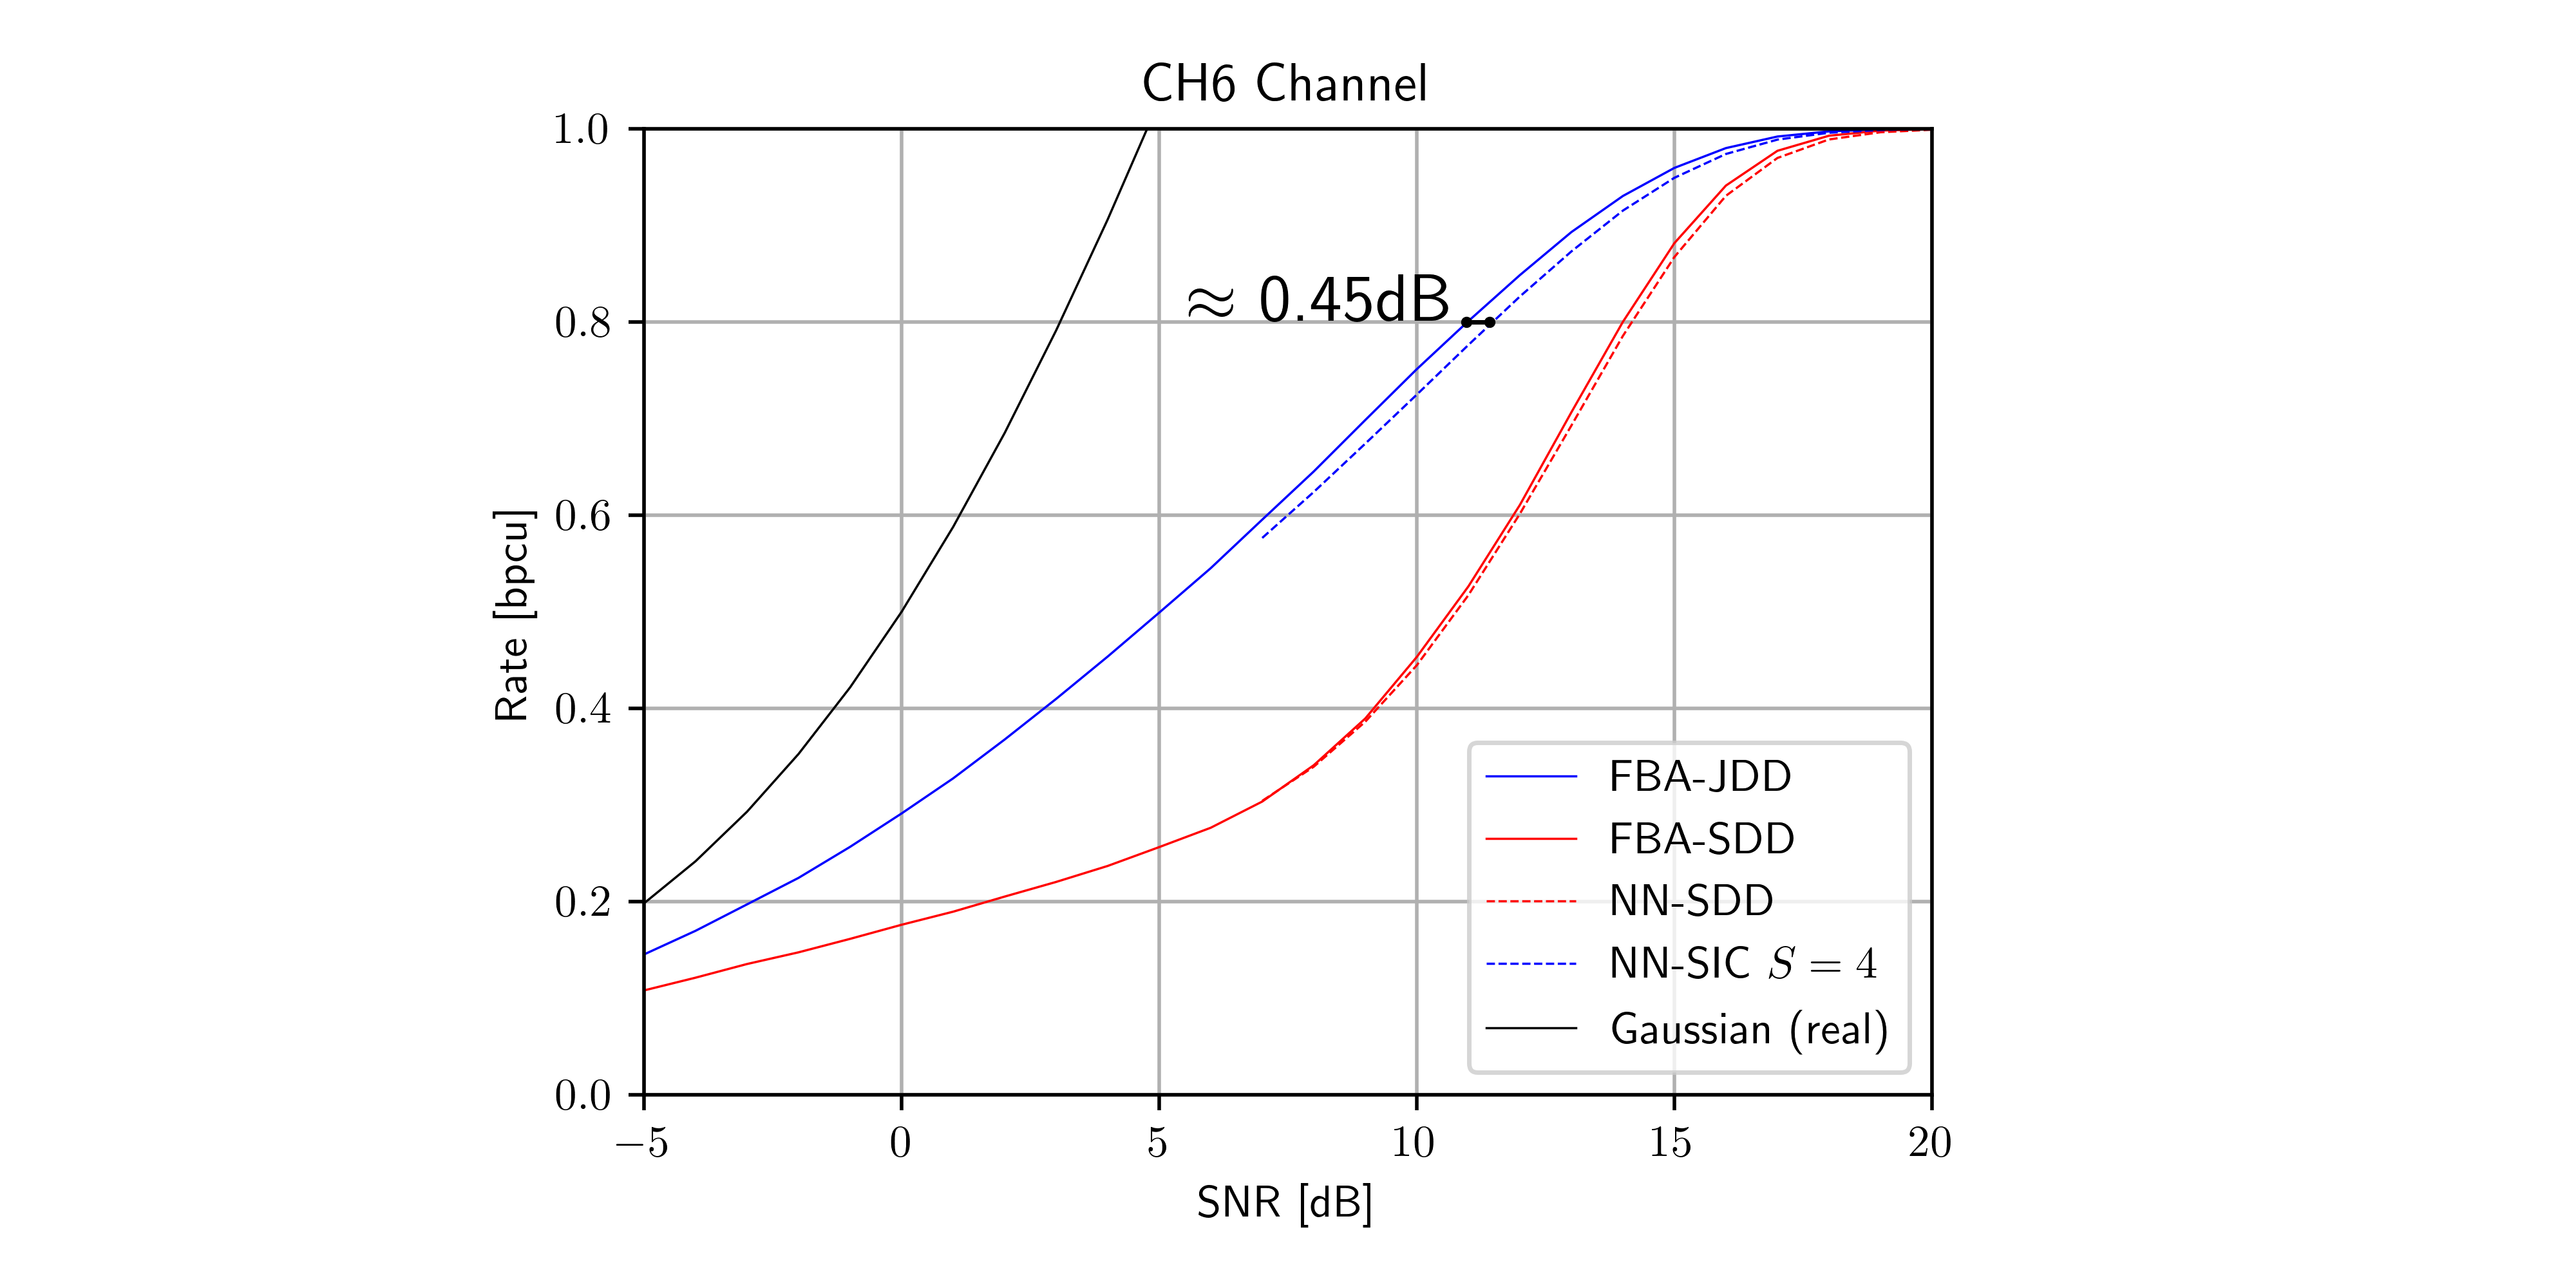 CH6 Channel
1.0
0.8
0.6
0.4
0.2
0.0
Rate [bpcu]
≈ 0.45dB
FBA-JDD
FBA-SDD
NN-SDD
NN-SIC S = 4
Gaussian (real)
−5 0 5 10 15 20
SNR [dB]